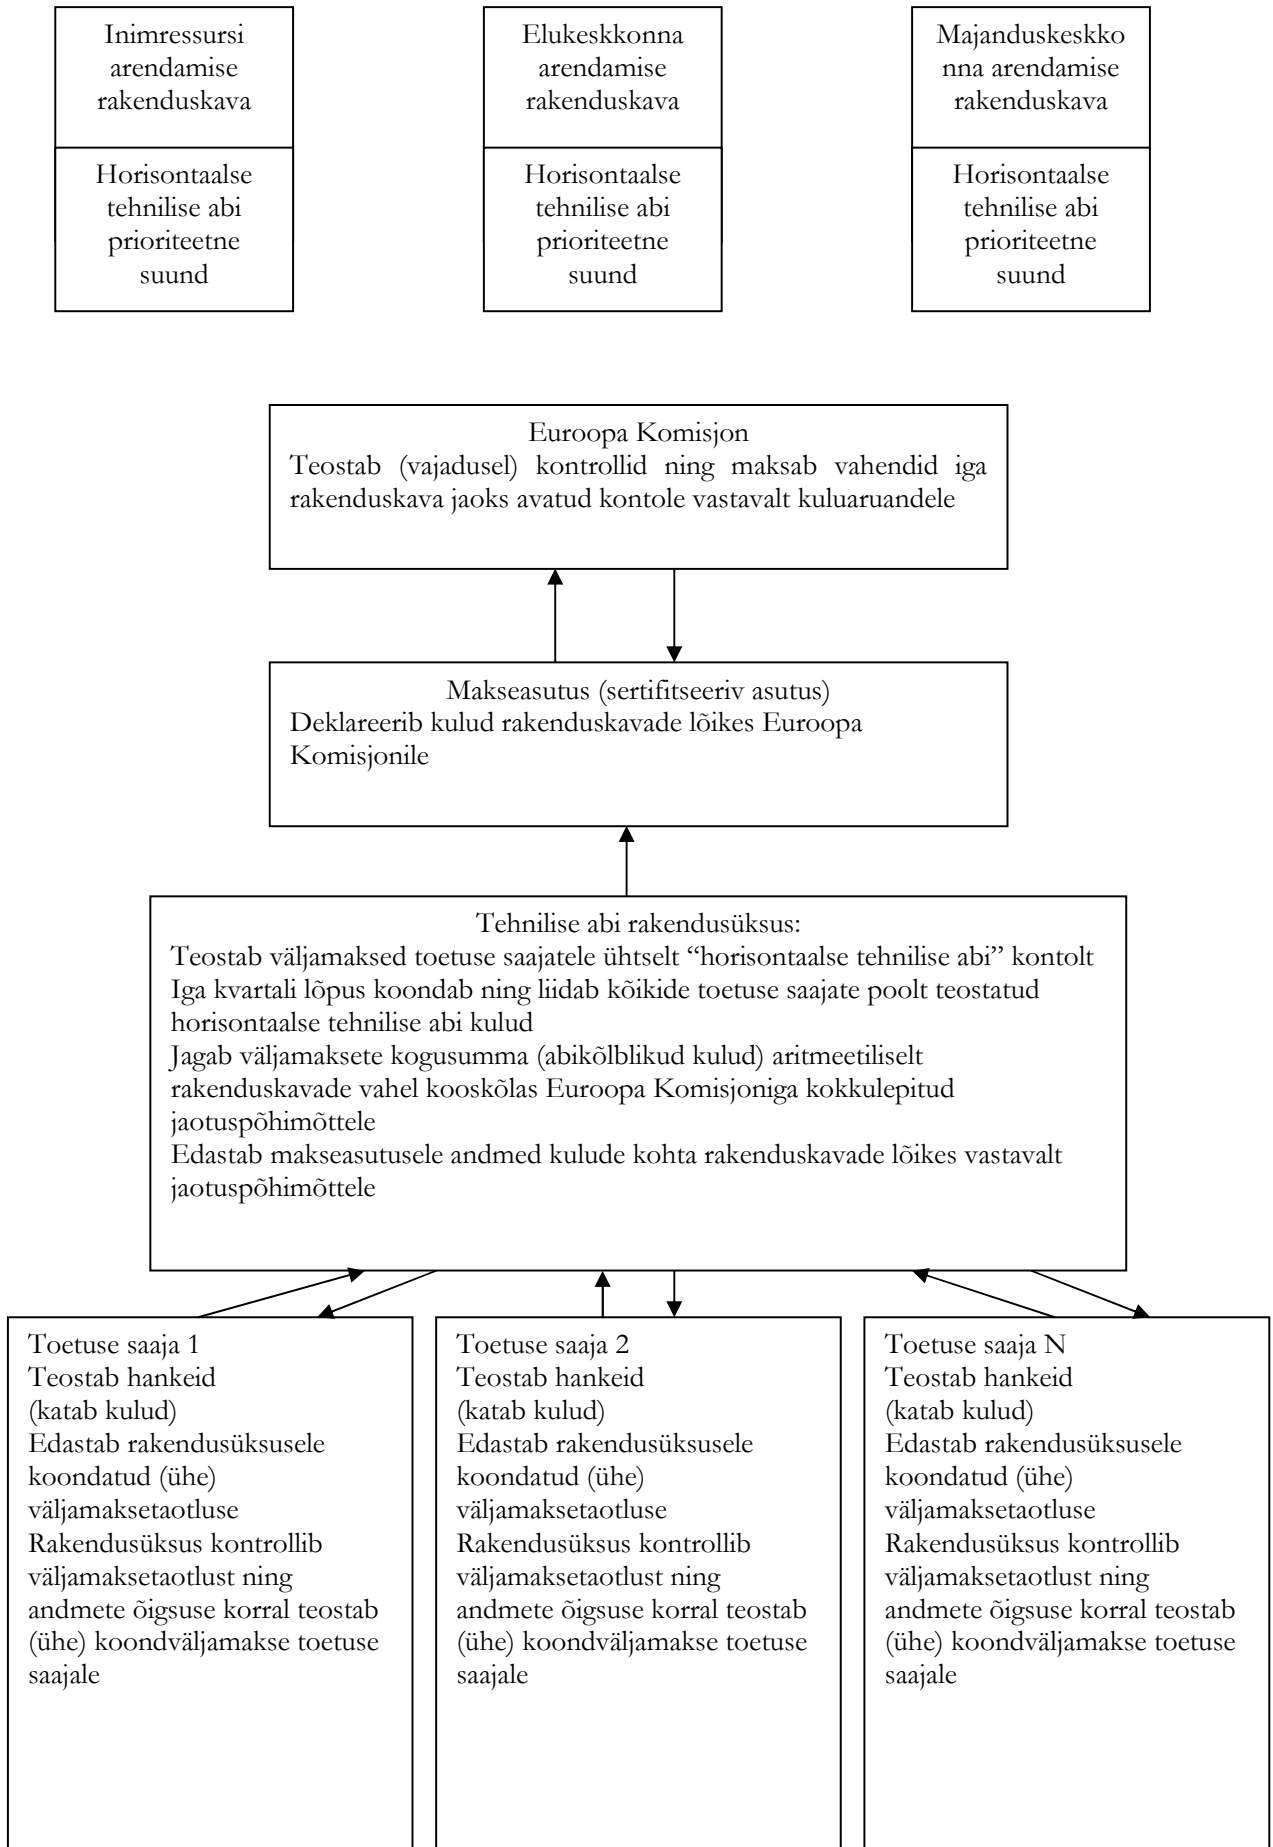 Inimressursi
arendamise
rakenduskava
Horisontaalse
tehnilise abi
prioriteetne
suund
Elukeskkonna
arendamise
rakenduskava
Horisontaalse
tehnilise abi
prioriteetne
suund
Majanduskeskko
nna arendamise
rakenduskava
Horisontaalse
tehnilise abi
prioriteetne
suund
Euroopa Komisjon
Teostab (vajadusel) kontrollid ning maksab vahendid iga
rakenduskava jaoks avatud kontole vastavalt kuluaruandele
Makseasutus (sertifitseeriv asutus)
Deklareerib kulud rakenduskavade lõikes Euroopa
Komisjonile
Tehnilise abi rakendusüksus:
Teostab väljamaksed toetuse saajatele ühtselt “horisontaalse tehnilise abi” kontolt
Iga kvartali lõpus koondab ning liidab kõikide toetuse saajate poolt teostatud
horisontaalse tehnilise abi kulud
Jagab väljamaksete kogusumma (abikõlblikud kulud) aritmeetiliselt
rakenduskavade vahel kooskõlas Euroopa Komisjoniga kokkulepitud
jaotuspõhimõttele
Edastab makseasutusele andmed kulude kohta rakenduskavade lõikes vastavalt
jaotuspõhimõttele
Toetuse saaja 1
Teostab hankeid
(katab kulud)
Edastab rakendusüksusele
koondatud (ühe)
väljamaksetaotluse
Rakendusüksus kontrollib
väljamaksetaotlust ning
andmete õigsuse korral teostab
(ühe) koondväljamakse toetuse
saajale
Toetuse saaja 2
Teostab hankeid
(katab kulud)
Edastab rakendusüksusele
koondatud (ühe)
väljamaksetaotluse
Rakendusüksus kontrollib
väljamaksetaotlust ning
andmete õigsuse korral teostab
(ühe) koondväljamakse toetuse
saajale
Toetuse saaja N
Teostab hankeid
(katab kulud)
Edastab rakendusüksusele
koondatud (ühe)
väljamaksetaotluse
Rakendusüksus kontrollib
väljamaksetaotlust ning
andmete õigsuse korral teostab
(ühe) koondväljamakse toetuse
saajale